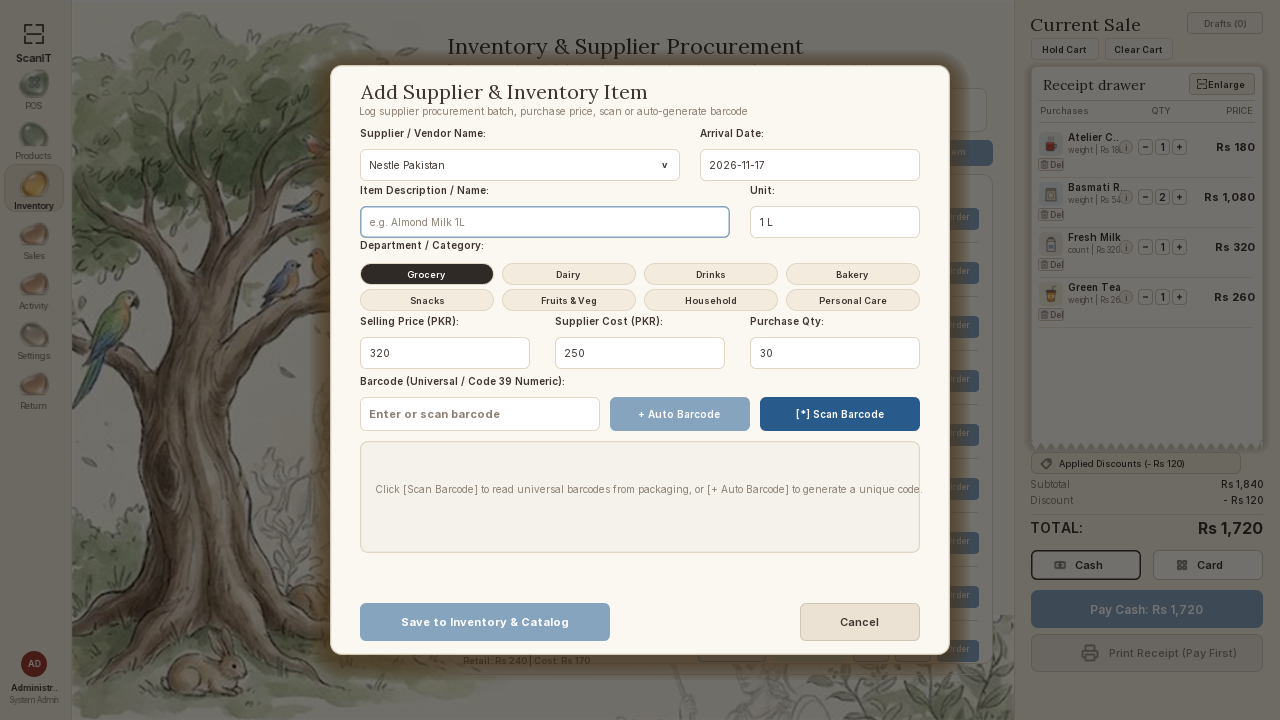 ScanIT
POS
Products
Inventory
Sales
Activity
Settings
Return
AD
Administr..
System Admin
Inventory & Supplier Procurement
Add Supplier & Inventory Item
Log supplier procurement batch, purchase price, scan or auto-generate barcode
Supplier / Vendor Name:
Arrival Date:
Nestle Pakistan
v
2026-11-17
Item Description / Name:
Unit:
e.g. Almond Milk 1L
1 L
Department / Category:
Grocery
Dairy
Drinks
Bakery
Snacks
Fruits & Veg
Household
Personal Care
Selling Price (PKR):
Supplier Cost (PKR):
Purchase Qty:
320
250
30
Barcode (Universal / Code 39 Numeric):
Enter or scan barcode
+ Auto Barcode
[*] Scan Barcode
Click [Scan Barcode] to read universal barcodes from packaging, or [+ Auto Barcode] to generate a unique code.
Save to Inventory & Catalog
Cancel
Retail: Rs 240 | Cost: Rs 170
Current Sale
Drafts (0)
Hold Cart
Clear Cart
Receipt drawer
Enlarge
Purchases QTY PRICE
Atelier C..
weight | Rs 18
Del
− 1 +
Rs 180
Basmati R..
weight | Rs 54
Del
− 2 +
Rs 1,080
Fresh Milk
count | Rs 320
Del
− 1 +
Rs 320
Green Tea
weight | Rs 26
Del
− 1 +
Rs 260
Applied Discounts (- Rs 120)
Subtotal Rs 1,840
Discount - Rs 120
TOTAL: Rs 1,720
Cash
Card
Pay Cash: Rs 1,720
Print Receipt (Pay First)